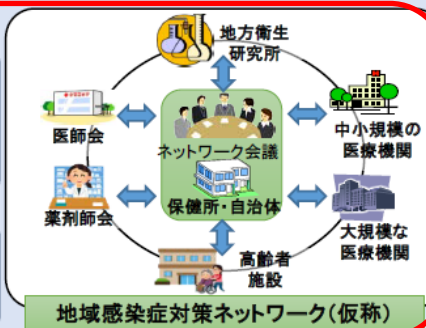 地方衛生
研究所
医師会
中小規模の
医療機関
ネットワーク会議
保健所・自治体
薬剤師会
大規模な
医療機関
高齢者
施設
地域感染症対策ネットワーク(仮称)